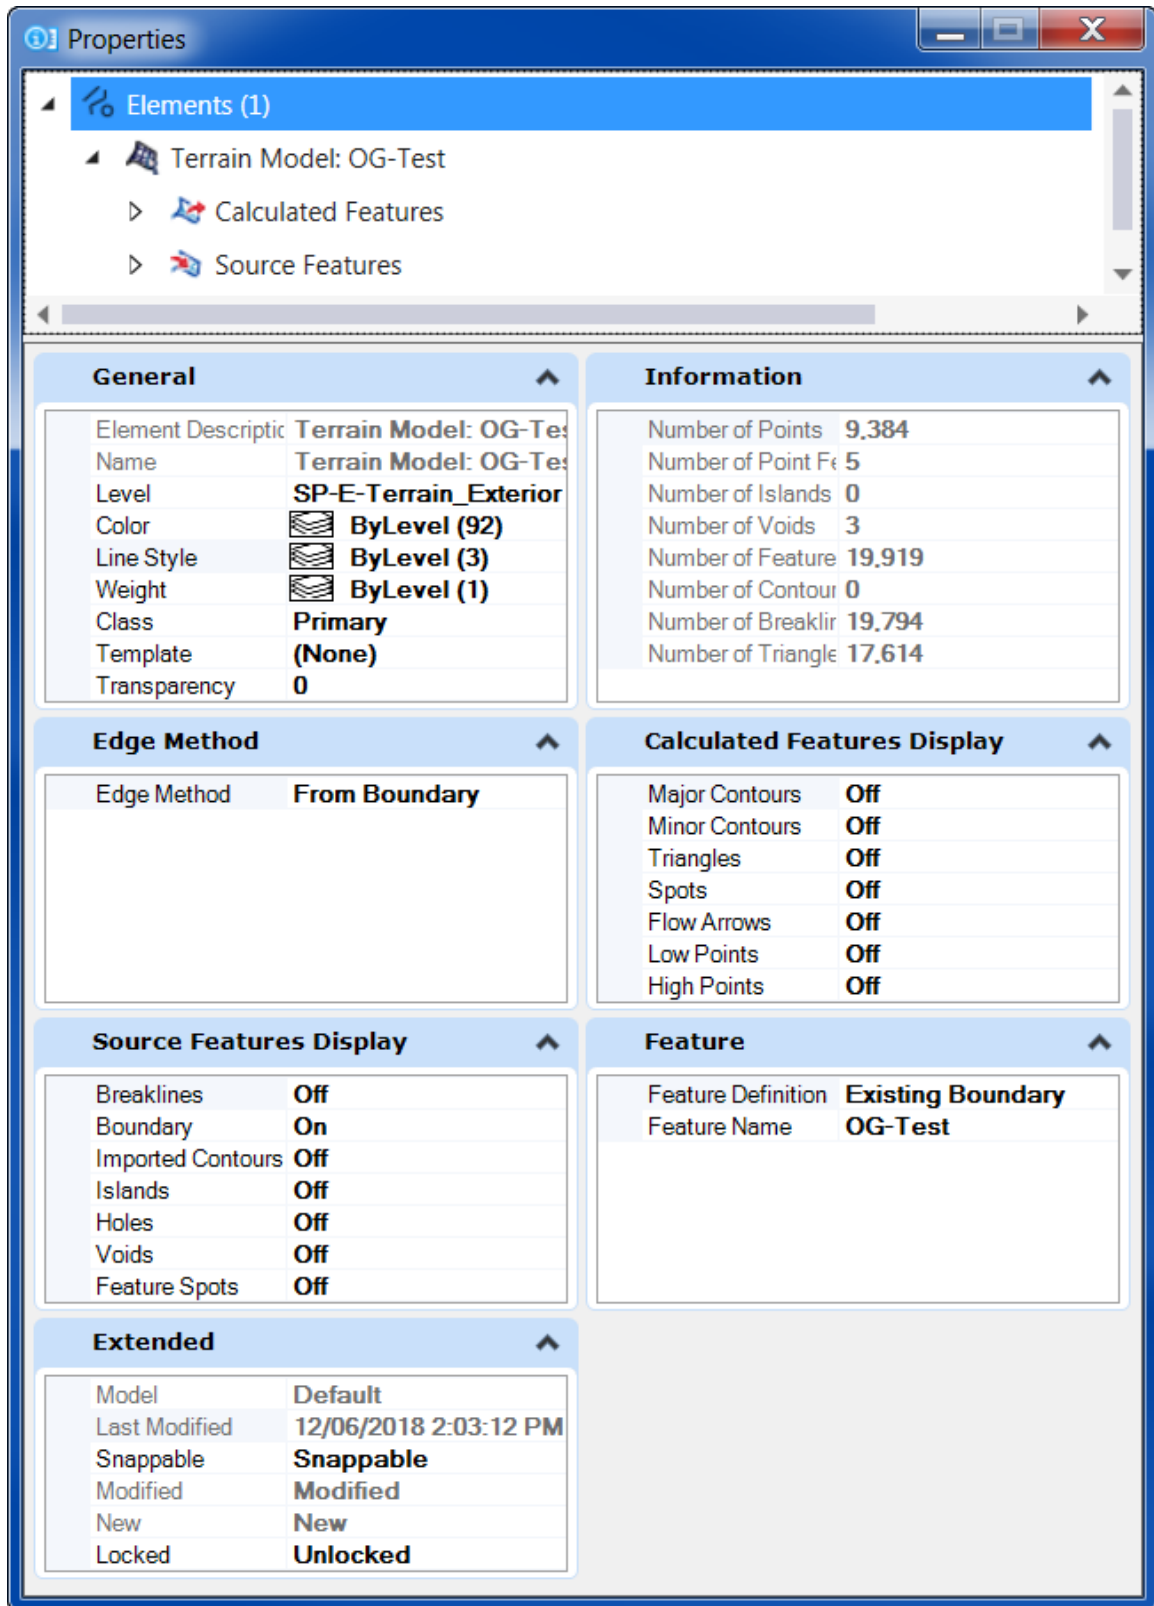 Properties
Elements (1)
Terrain Model: OG-Test
Calculated Features
Source Features
General
Element Descriptic Terrain Model: OG-Tes
Name Terrain Model: OG-Tes
Level SP-E-Terrain_Exterior
Color ByLevel (92)
Line Style ByLevel (3)
Weight ByLevel (1)
Class Primary
Template (None)
Transparency 0
Information
Number of Points 9,384
Number of Point Fe 5
Number of Islands 0
Number of Voids 3
Number of Feature 19,919
Number of Contour 0
Number of Breaklir 19,794
Number of Triangle 17,614
Edge Method
Edge Method From Boundary
Calculated Features Display
Major Contours Off
Minor Contours Off
Triangles Off
Spots Off
Flow Arrows Off
Low Points Off
High Points Off
Source Features Display
Breaklines Off
Boundary On
Imported Contours Off
Islands Off
Holes Off
Voids Off
Feature Spots Off
Feature
Feature Definition Existing Boundary
Feature Name OG-Test
Extended
Model Default
Last Modified 12/06/2018 2:03:12 PM
Snappable Snappable
Modified Modified
New New
Locked Unlocked